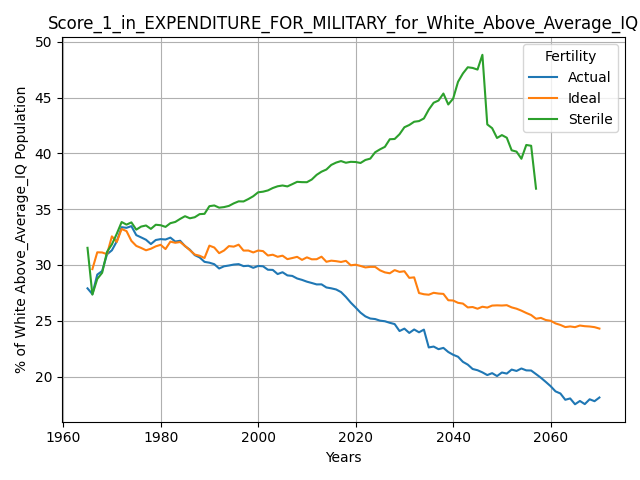 Score_1_in_EXPENDITURE_FOR_MILITARY_for_White_Above_Average_IQ
% of White Above_Average_IQ Population
50
45
40
35
30
25
20
Fertility
Actual
Ideal
Sterile
1960
1980
2000
2020
2040
2060
Years